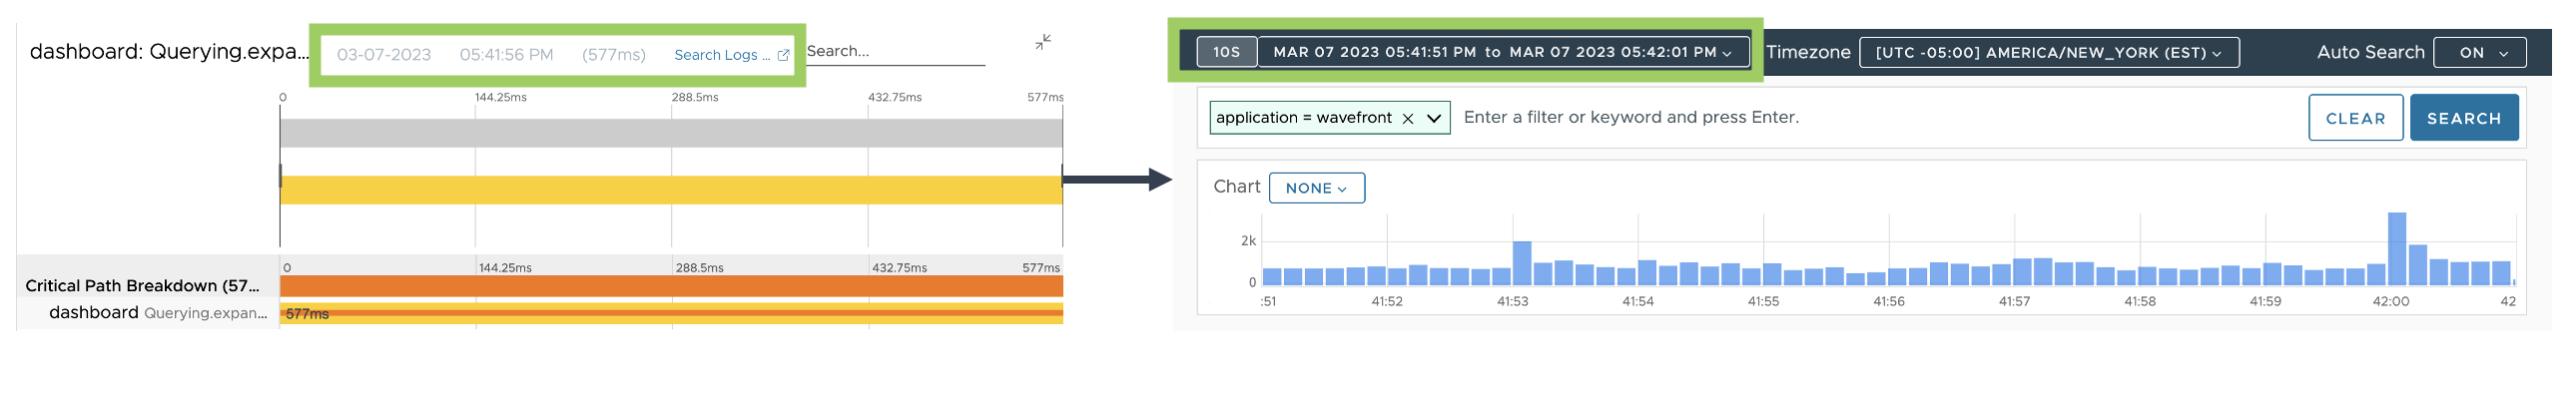 dashboard: Querying.expa... 03-07-2023 05:41:56 PM (577ms) Search Logs ... Search...
0 144.25ms 288.5ms 432.75ms 577ms
0 144.25ms 288.5ms 432.75ms 577ms
Critical Path Breakdown (57...
dashboard Querying.expan... 577ms
10S MAR 07 2023 05:41:51 PM to MAR 07 2023 05:42:01 PM Timezone [UTC -05:00] AMERICA/NEW_YORK (EST) Auto Search ON
application = wavefront × Enter a filter or keyword and press Enter. CLEAR SEARCH
Chart NONE
2k
0
:51 41:52 41:53 41:54 41:55 41:56 41:57 41:58 41:59 42:00 42